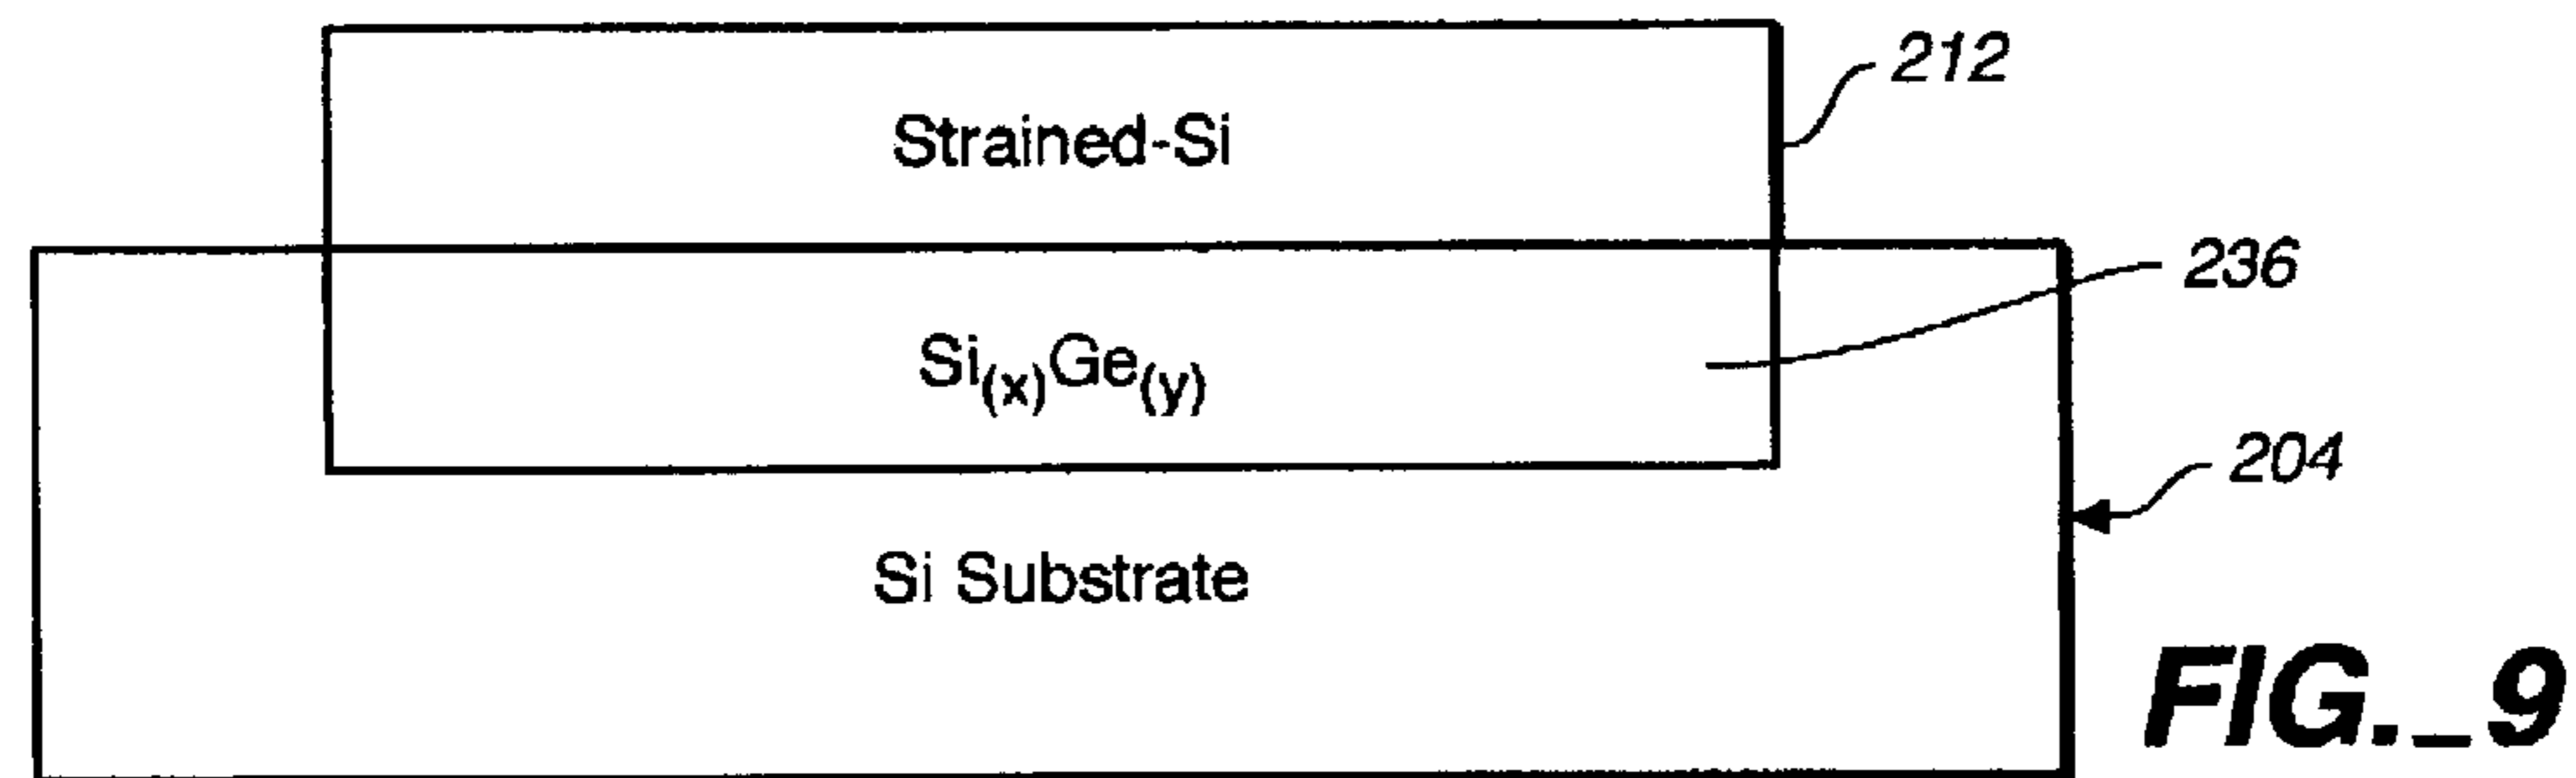 212
Strained-Si
236
Si(x)Ge(y)
204
Si Substrate
FIG._9